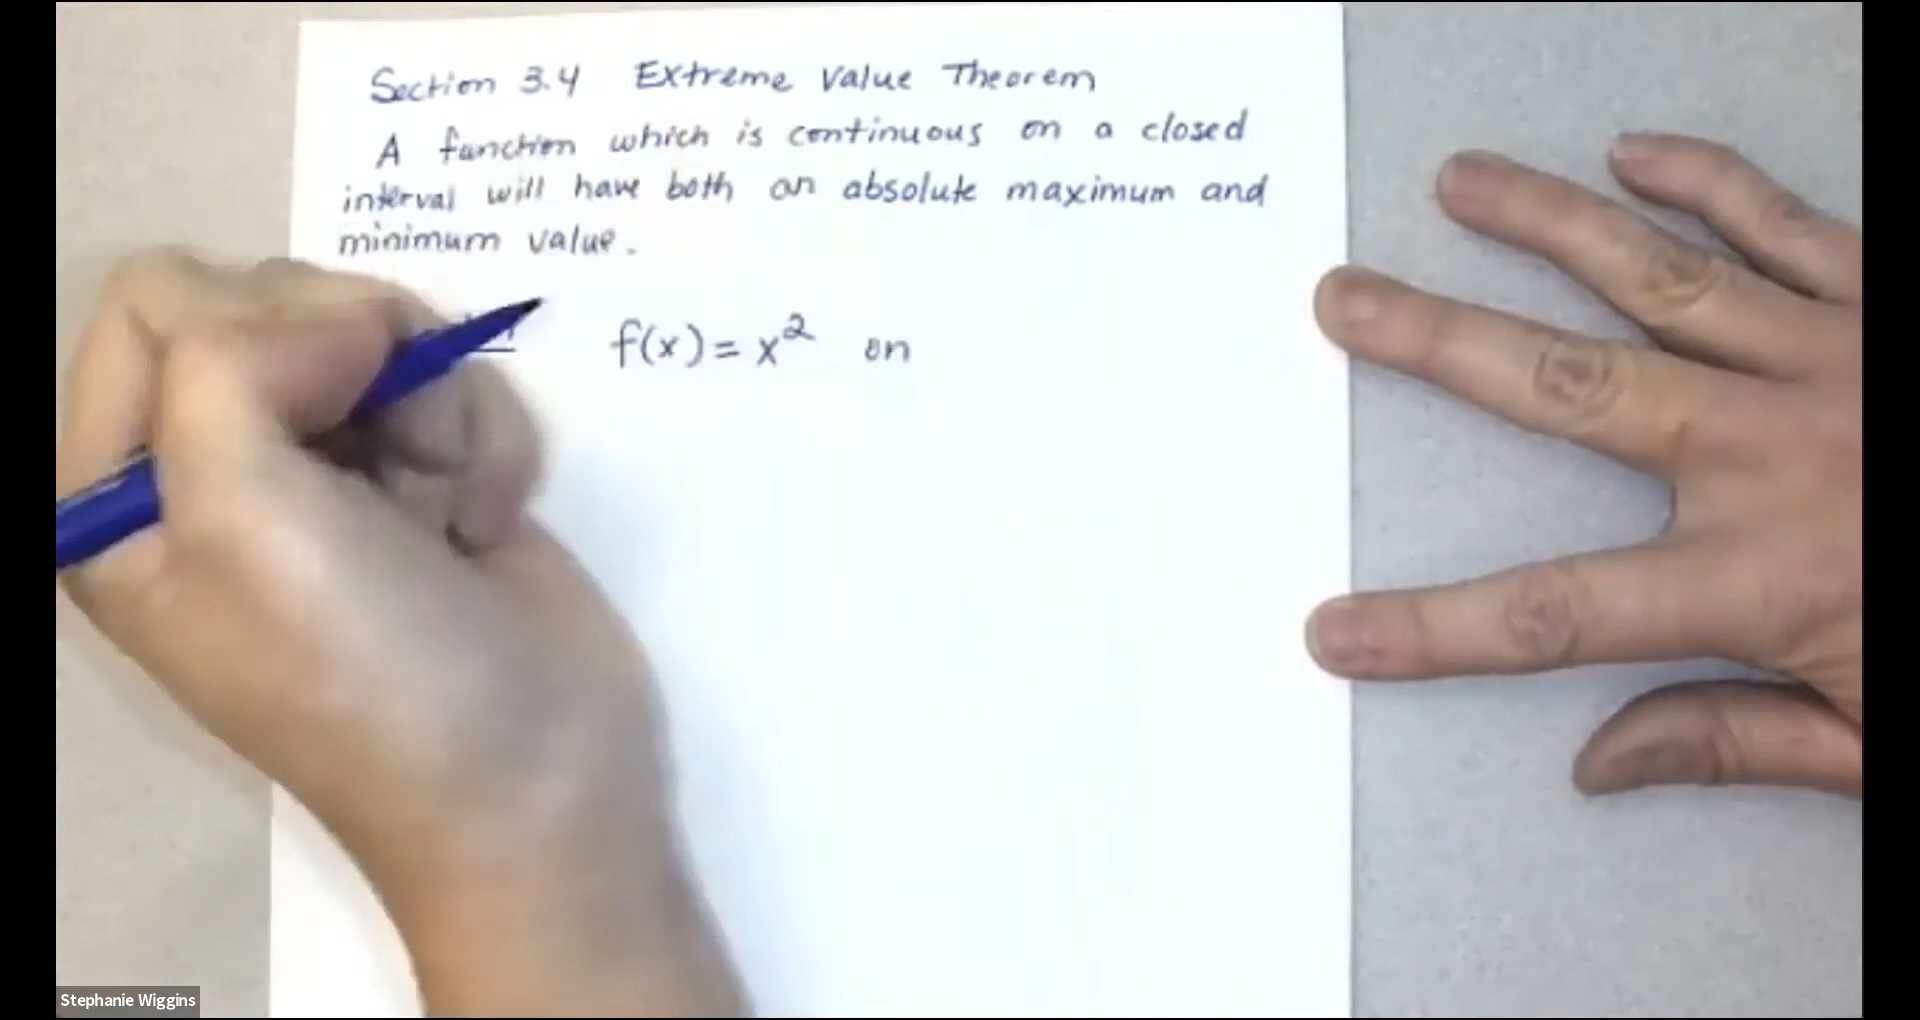 Section 3.4 Extreme Value Theorem
A function which is continuous on a closed
interval will have both an absolute maximum and
minimum value.
f(x) = x² on
Stephanie Wiggins